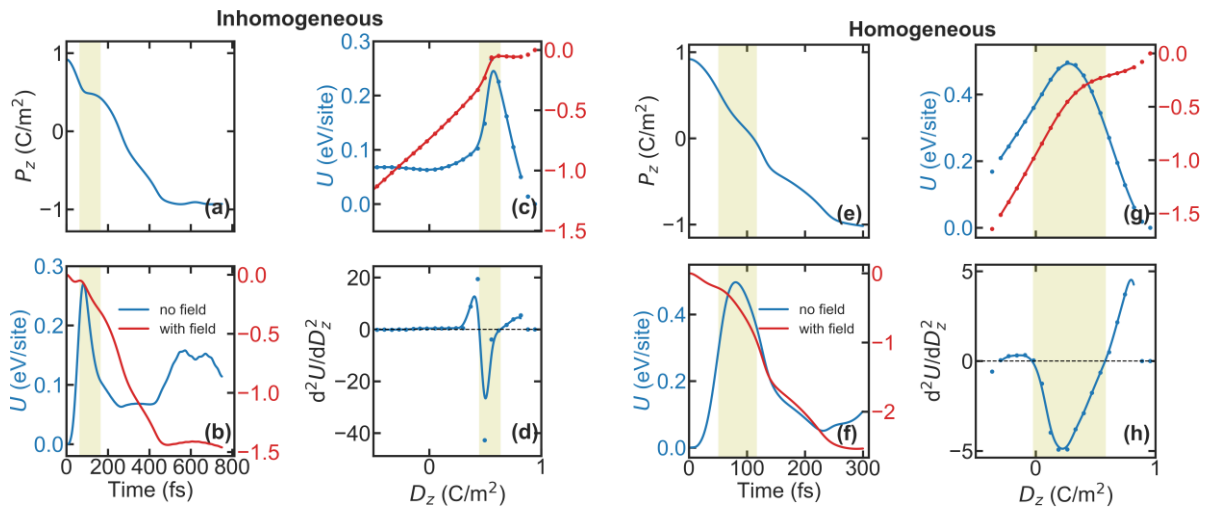 Inhomogeneous
Homogeneous
1
0
−1
P_z (C/m²)
(a)
0.3
0.2
0.1
0.0
U (eV/site)
0.0
−0.5
−1.0
−1.5
(c)
1
0
−1
P_z (C/m²)
(e)
0.4
0.2
0.0
U (eV/site)
0.0
−0.5
−1.0
−1.5
(g)
0.3
0.2
0.1
0.0
U (eV/site)
0.0
−0.5
−1.0
−1.5
no field
with field
(b)
0 200 400 600 800
Time (fs)
20
0
−20
−40
d²U/dD_z²
(d)
0 1
D_z (C/m²)
0.4
0.2
0.0
U (eV/site)
0
−1
−2
no field
with field
(f)
0 100 200 300
Time (fs)
5
0
−5
d²U/dD_z²
(h)
0 1
D_z (C/m²)